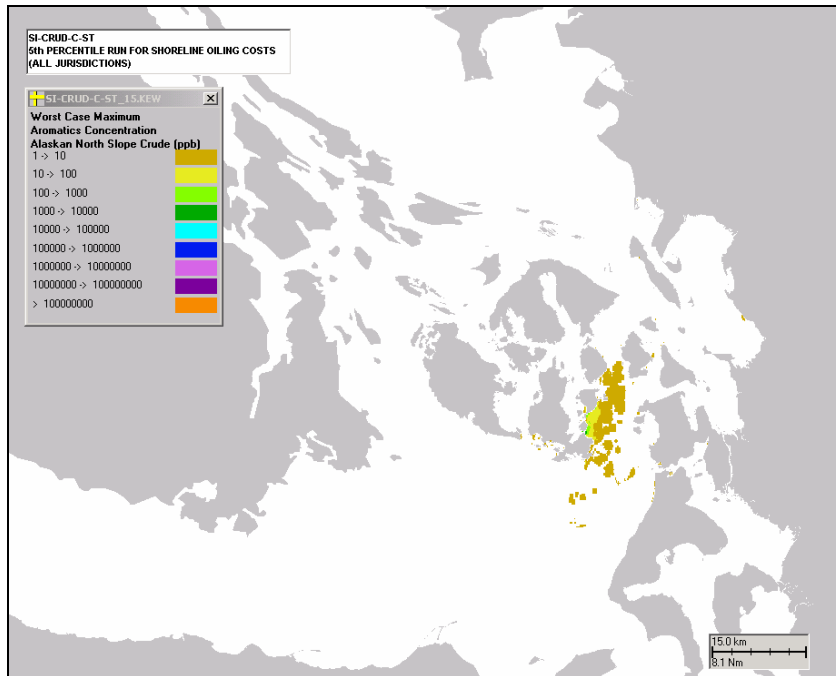 SI-CRUD-C-ST
5th PERCENTILE RUN FOR SHORELINE OILING COSTS
(ALL JURISDICTIONS)
SI-CRUD-C-ST_15.KEW
Worst Case Maximum
Aromatics Concentration
Alaskan North Slope Crude (ppb)
1 -> 10
10 -> 100
100 -> 1000
1000 -> 10000
10000 -> 100000
100000 -> 1000000
1000000 -> 10000000
10000000 -> 100000000
> 100000000
15.0 km
8.1 Nm